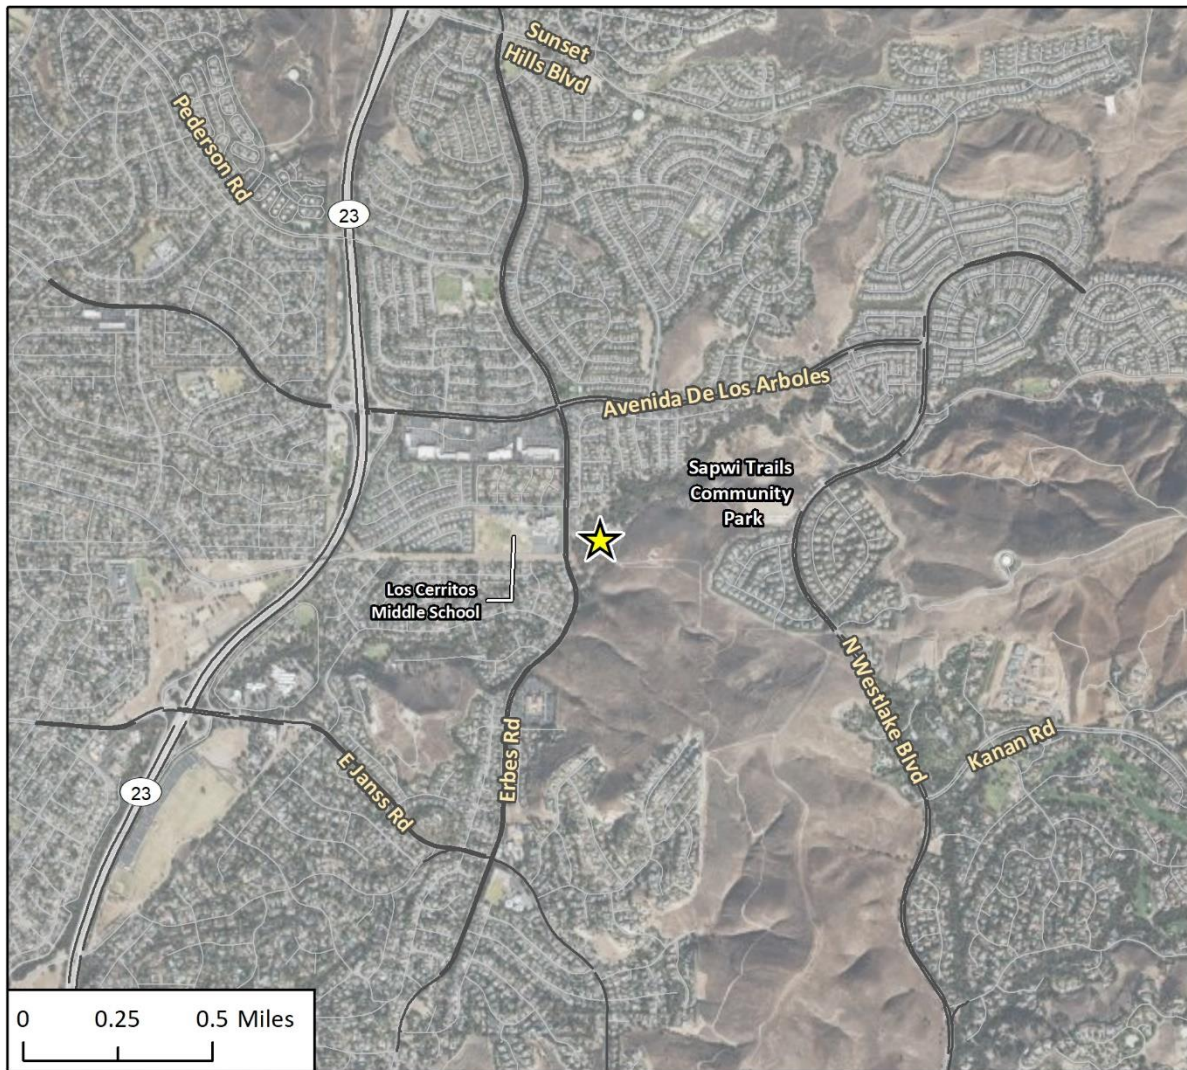 Sunset
Hills Blvd
Pederson Rd
23
Avenida De Los Arboles
Sapwi Trails
Community
Park
Los Cerritos
Middle School
N Westlake Blvd
Kanan Rd
Erbes Rd
E Janss Rd
23
0 0.25 0.5 Miles